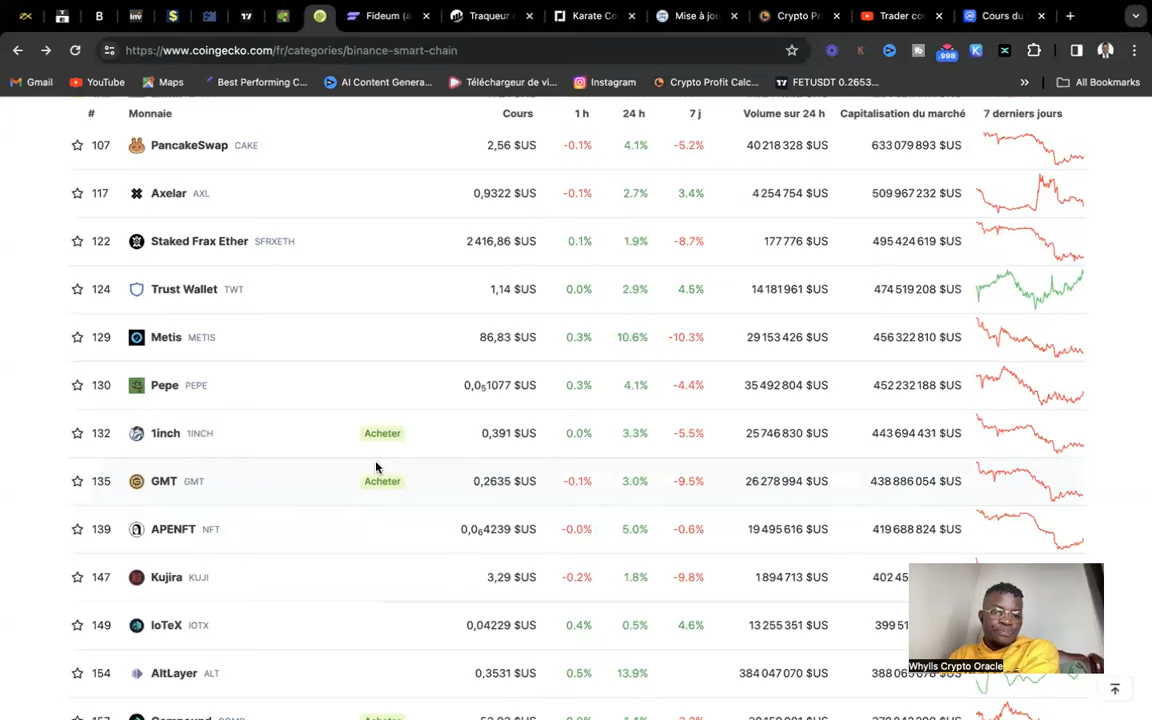 Fideum (a
Traqueur
Karate Co
Mise à jou
Crypto Pr
Trader co
Cours du
https://www.coingecko.com/fr/categories/binance-smart-chain
.998
Gmail YouTube Maps Best Performing C... AI Content Genera... Téléchargeur de vi... Instagram Crypto Profit Calc... FETUSDT 0.2653... » All Bookmarks
# Monnaie Cours 1 h 24 h 7 j Volume sur 24 h Capitalisation du marché 7 derniers jours
107 PancakeSwap CAKE 2,56 $US -0.1% 4.1% -5.2% 40 218 328 $US 633 079 893 $US
117 Axelar AXL 0,9322 $US -0.1% 2.7% 3.4% 4 254 754 $US 509 967 232 $US
122 Staked Frax Ether SFRXETH 2 416,86 $US 0.1% 1.9% -8.7% 177 776 $US 495 424 619 $US
124 Trust Wallet TWT 1,14 $US 0.0% 2.9% 4.5% 14 181 961 $US 474 519 208 $US
129 Metis METIS 86,83 $US 0.3% 10.6% -10.3% 29 153 426 $US 456 322 810 $US
130 Pepe PEPE 0,0₅1077 $US 0.3% 4.1% -4.4% 35 492 804 $US 452 232 188 $US
132 1inch 1INCH Acheter 0,391 $US 0.0% 3.3% -5.5% 25 746 830 $US 443 694 431 $US
135 GMT GMT Acheter 0,2635 $US -0.1% 3.0% -9.5% 26 278 994 $US 438 886 054 $US
139 APENFT NFT 0,0₆4239 $US -0.0% 5.0% -0.6% 19 495 616 $US 419 688 824 $US
147 Kujira KUJI 3,29 $US -0.2% 1.8% -9.8% 1 894 713 $US 402 45
149 IoTeX IOTX 0,04229 $US 0.4% 0.5% 4.6% 13 255 351 $US 399 51
Whylls Crypto Oracle
154 AltLayer ALT 0,3531 $US 0.5% 13.9% 384 047 070 $US